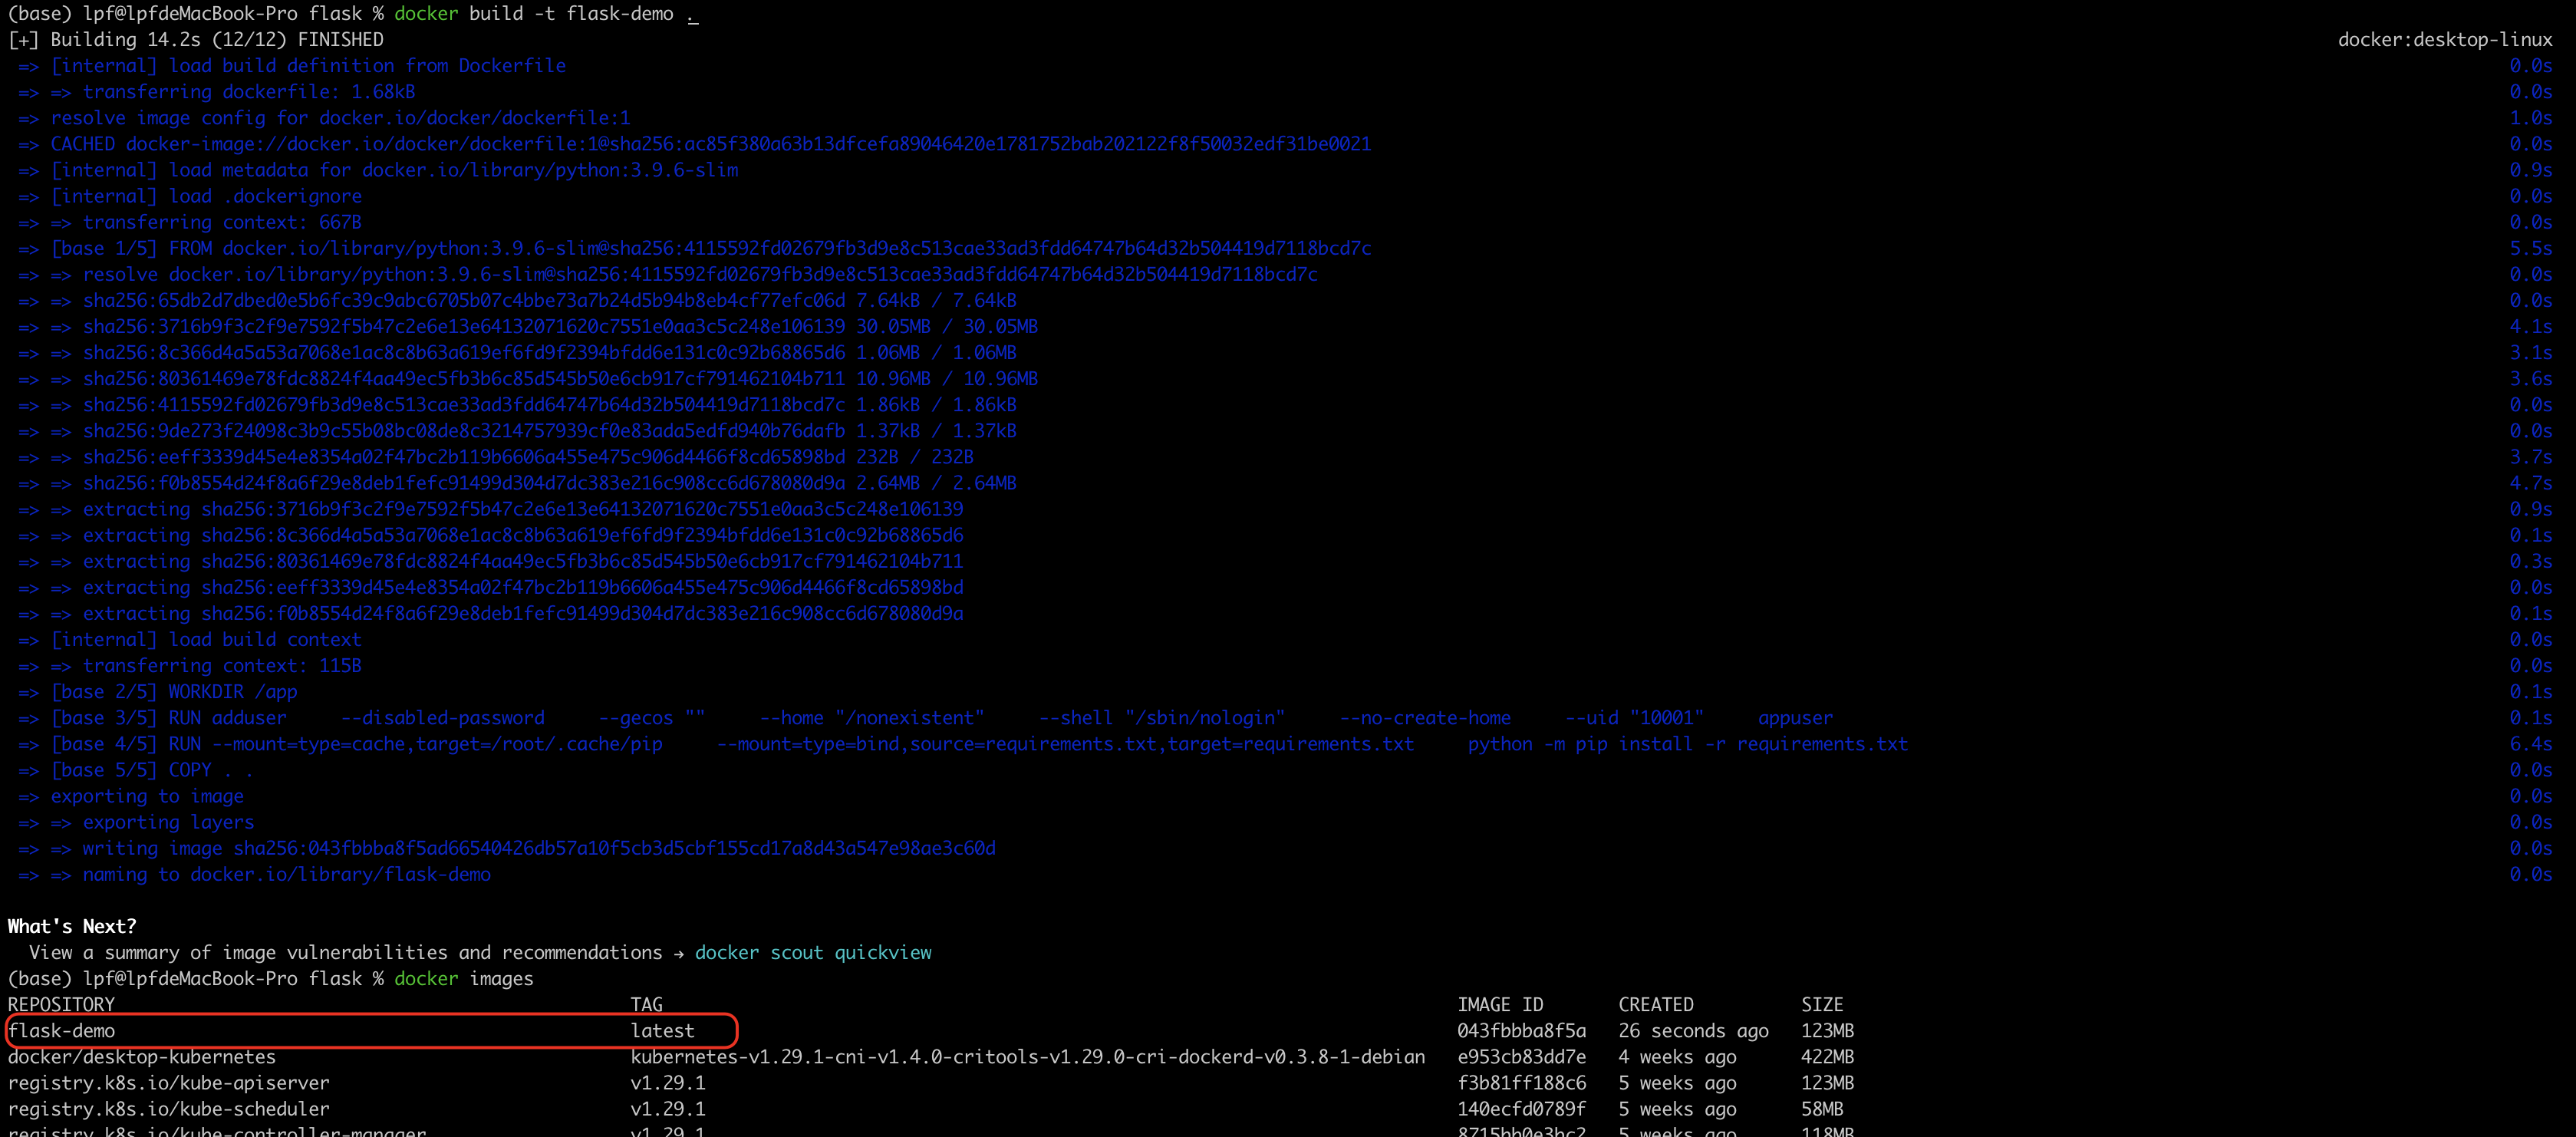 (base) lpf@lpfdeMacBook-Pro flask % docker build -t flask-demo .
[+] Building 14.2s (12/12) FINISHED docker:desktop-linux
=> [internal] load build definition from Dockerfile 0.0s
=> => transferring dockerfile: 1.68kB 0.0s
=> resolve image config for docker.io/docker/dockerfile:1 1.0s
=> CACHED docker-image://docker.io/docker/dockerfile:1@sha256:ac85f380a63b13dfcefa89046420e1781752bab202122f8f50032edf31be0021 0.0s
=> [internal] load metadata for docker.io/library/python:3.9.6-slim 0.9s
=> [internal] load .dockerignore 0.0s
=> => transferring context: 667B 0.0s
=> [base 1/5] FROM docker.io/library/python:3.9.6-slim@sha256:4115592fd02679fb3d9e8c513cae33ad3fdd64747b64d32b504419d7118bcd7c 5.5s
=> => resolve docker.io/library/python:3.9.6-slim@sha256:4115592fd02679fb3d9e8c513cae33ad3fdd64747b64d32b504419d7118bcd7c 0.0s
=> => sha256:65db2d7dbed0e5b6fc39c9abc6705b07c4bbe73a7b24d5b94b8eb4cf77efc06d 7.64kB / 7.64kB 0.0s
=> => sha256:3716b9f3c2f9e7592f5b47c2e6e13e64132071620c7551e0aa3c5c248e106139 30.05MB / 30.05MB 4.1s
=> => sha256:8c366d4a5a53a7068e1ac8c8b63a619ef6fd9f2394bfdd6e131c0c92b68865d6 1.06MB / 1.06MB 3.1s
=> => sha256:80361469e78fdc8824f4aa49ec5fb3b6c85d545b50e6cb917cf791462104b711 10.96MB / 10.96MB 3.6s
=> => sha256:4115592fd02679fb3d9e8c513cae33ad3fdd64747b64d32b504419d7118bcd7c 1.86kB / 1.86kB 0.0s
=> => sha256:9de273f24098c3b9c55b08bc08de8c3214757939cf0e83ada5edfd940b76dafb 1.37kB / 1.37kB 0.0s
=> => sha256:eeff3339d45e4e8354a02f47bc2b119b6606a455e475c906d4466f8cd65898bd 232B / 232B 3.7s
=> => sha256:f0b8554d24f8a6f29e8deb1fefc91499d304d7dc383e216c908cc6d678080d9a 2.64MB / 2.64MB 4.7s
=> => extracting sha256:3716b9f3c2f9e7592f5b47c2e6e13e64132071620c7551e0aa3c5c248e106139 0.9s
=> => extracting sha256:8c366d4a5a53a7068e1ac8c8b63a619ef6fd9f2394bfdd6e131c0c92b68865d6 0.1s
=> => extracting sha256:80361469e78fdc8824f4aa49ec5fb3b6c85d545b50e6cb917cf791462104b711 0.3s
=> => extracting sha256:eeff3339d45e4e8354a02f47bc2b119b6606a455e475c906d4466f8cd65898bd 0.0s
=> => extracting sha256:f0b8554d24f8a6f29e8deb1fefc91499d304d7dc383e216c908cc6d678080d9a 0.1s
=> [internal] load build context 0.0s
=> => transferring context: 115B 0.0s
=> [base 2/5] WORKDIR /app 0.1s
=> [base 3/5] RUN adduser --disabled-password --gecos "" --home "/nonexistent" --shell "/sbin/nologin" --no-create-home --uid "10001" appuser 0.1s
=> [base 4/5] RUN --mount=type=cache,target=/root/.cache/pip --mount=type=bind,source=requirements.txt,target=requirements.txt python -m pip install -r requirements.txt 6.4s
=> [base 5/5] COPY . . 0.0s
=> exporting to image 0.0s
=> => exporting layers 0.0s
=> => writing image sha256:043fbbba8f5ad66540426db57a10f5cb3d5cbf155cd17a8d43a547e98ae3c60d 0.0s
=> => naming to docker.io/library/flask-demo 0.0s
What's Next?
View a summary of image vulnerabilities and recommendations → docker scout quickview
(base) lpf@lpfdeMacBook-Pro flask % docker images
REPOSITORY TAG IMAGE ID CREATED SIZE
flask-demo latest 043fbbba8f5a 26 seconds ago 123MB
docker/desktop-kubernetes kubernetes-v1.29.1-cni-v1.4.0-critools-v1.29.0-cri-dockerd-v0.3.8-1-debian e953cb83dd7e 4 weeks ago 422MB
registry.k8s.io/kube-apiserver v1.29.1 f3b81ff188c6 5 weeks ago 123MB
registry.k8s.io/kube-scheduler v1.29.1 140ecfd0789f 5 weeks ago 58MB
registry.k8s.io/kube-controller-manager v1.29.1 8715bb0e3bc2 5 weeks ago 118MB